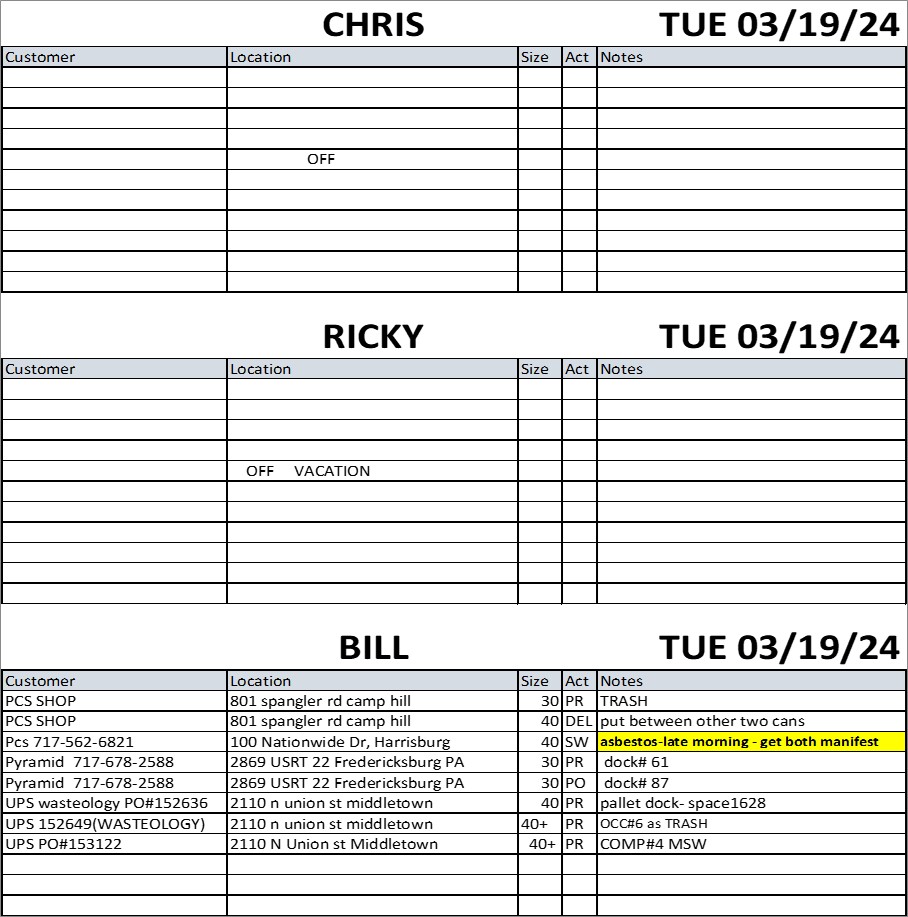 CHRIS TUE 03/19/24
Customer Location Size Act Notes
OFF
RICKY TUE 03/19/24
Customer Location Size Act Notes
OFF VACATION
BILL TUE 03/19/24
Customer Location Size Act Notes
PCS SHOP 801 spangler rd camp hill 30 PR TRASH
PCS SHOP 801 spangler rd camp hill 40 DEL put between other two cans
Pcs 717-562-6821 100 Nationwide Dr, Harrisburg 40 SW asbestos-late morning - get both manifest
Pyramid 717-678-2588 2869 USRT 22 Fredericksburg PA 30 PR dock# 61
Pyramid 717-678-2588 2869 USRT 22 Fredericksburg PA 30 PO dock# 87
UPS wasteology PO#152636 2110 n union st middletown 40 PR pallet dock- space1628
UPS 152649(WASTEOLOGY) 2110 n union st middletown 40+ PR OCC#6 as TRASH
UPS PO#153122 2110 N Union st Middletown 40+ PR COMP#4 MSW